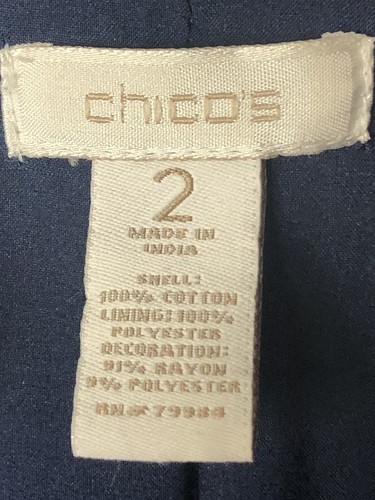 chico's
2
MADE IN
INDIA
SHELL:
100% COTTON
LINING: 100%
POLYESTER
DECORATION:
91% RAYON
9% POLYESTER
RN# 79984